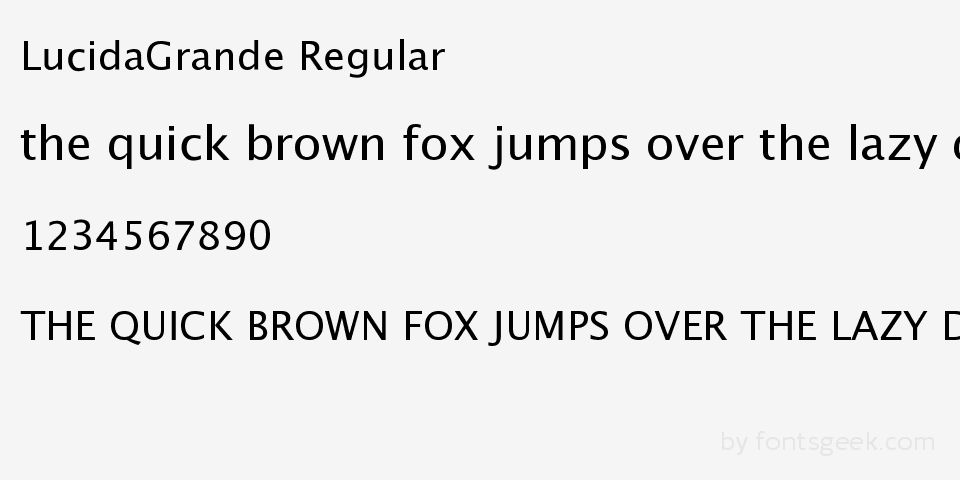 LucidaGrande Regular
the quick brown fox jumps over the lazy
1234567890
THE QUICK BROWN FOX JUMPS OVER THE LAZY D
by fontsgeek.com